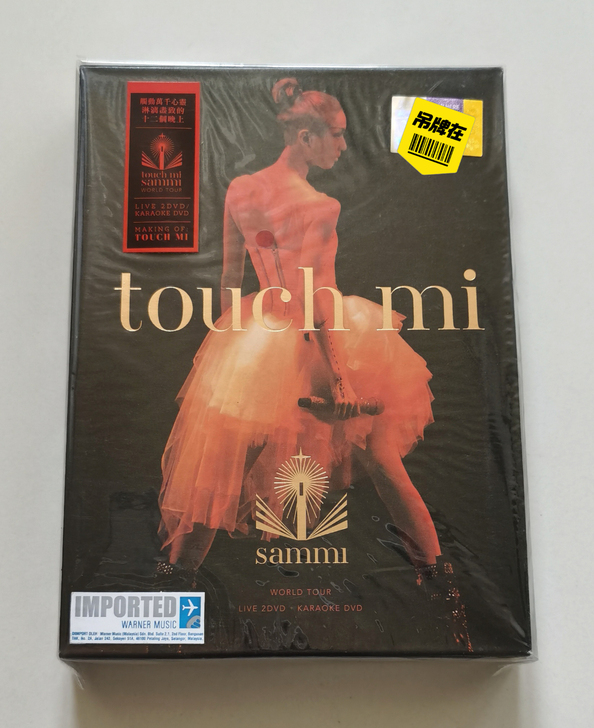 觸動萬千心靈
淋漓盡致的
十二個晚上
touch mi
sammi
WORLD TOUR
LIVE 2DVD+
KARAOKE DVD
MAKING OF:
TOUCH MI
吊牌在
touch mi
sammi
WORLD TOUR
LIVE 2DVD + KARAOKE DVD
IMPORTED
WARNER MUSIC